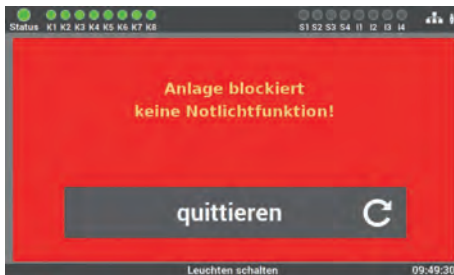 Status K1 K2 K3 K4 K5 K6 K7 K8 S1 S2 S3 S4 I1 I2 I3 I4
Anlage blockiert
keine Notlichtfunktion!
quittieren
Leuchten schalten 09:49:30